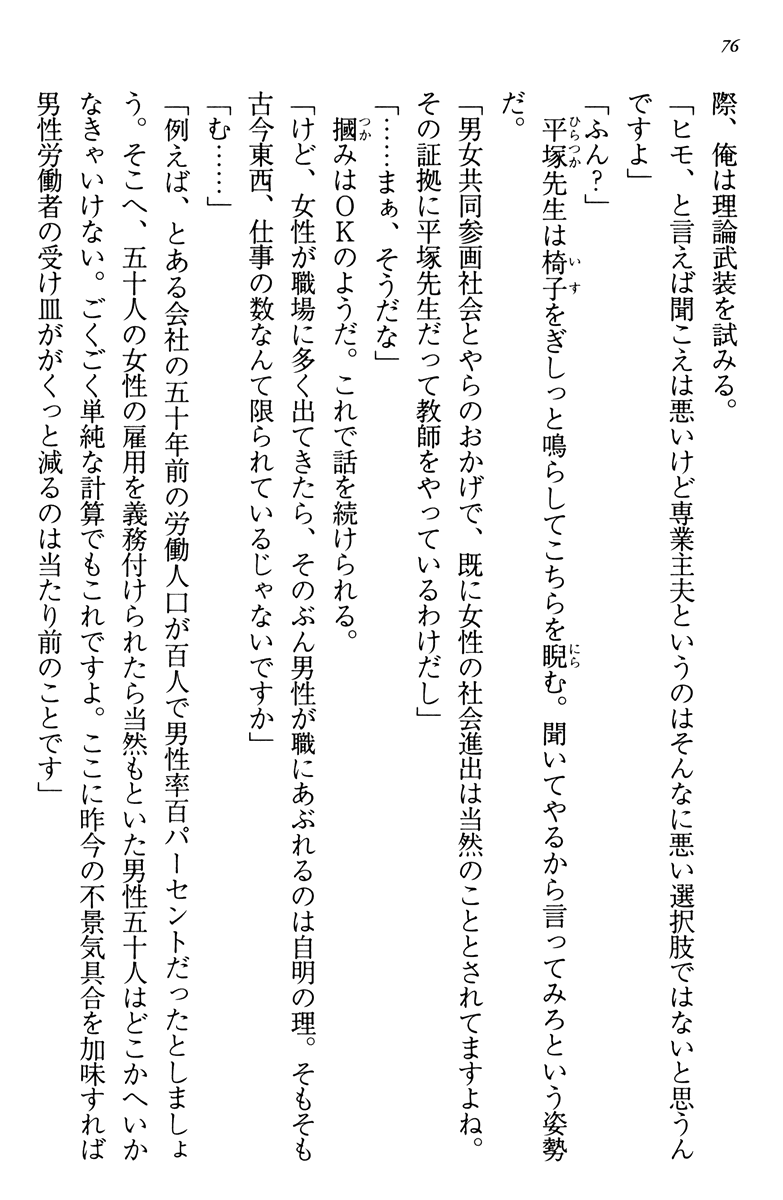 76
際、俺は理論武装を試みる。
「ヒモ、と言えば聞こえは悪いけど専業主夫というのはそんなに悪い選択肢ではないと思うん
ですよ」
「ふん？」
平塚先生は椅子をぎしっと鳴らしてこちらを睨む。聞いてやるから言ってみろという姿勢
だ。
「男女共同参画社会とやらのおかげで、既に女性の社会進出は当然のこととされてますよね。
その証拠に平塚先生だって教師をやっているわけだし」
「……まぁ、そうだな」
摑みはＯＫのようだ。これで話を続けられる。
「けど、女性が職場に多く出てきたら、そのぶん男性が職にあぶれるのは自明の理。そもそも
古今東西、仕事の数なんて限られているじゃないですか」
「む……」
「例えば、とある会社の五十年前の労働人口が百人で男性率百パーセントだったとしましょ
う。そこへ、五十人の女性の雇用を義務付けられたら当然もといた男性五十人はどこかへいか
なきゃいけない。ごくごく単純な計算でもこれですよ。ここに昨今の不景気具合を加味すれば
男性労働者の受け皿ががくっと減るのは当たり前のことです」